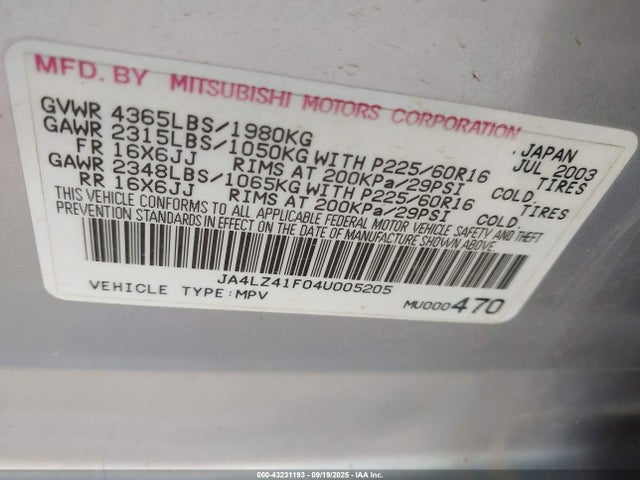 MFD. BY MITSUBISHI MOTORS CORPORATION
JAPAN
GVWR 4365LBS/1980KG JUL 2003
GAWR 2315LBS/1050KG WITH P225/60R16 TIRES
FR 16X6JJ RIMS AT 200KPa/29PSI COLD.
GAWR 2348LBS/1065KG WITH P225/60R16 TIRES
RR 16X6JJ RIMS AT 200KPa/29PSI COLD.
THIS VEHICLE CONFORMS TO ALL APPLICABLE FEDERAL MOTOR VEHICLE SAFETY AND THEFT
PREVENTION STANDARDS IN EFFECT ON THE DATE OF MANUFACTURE SHOWN ABOVE.
JA4LZ41F04U005205
VEHICLE TYPE:MPV MU000470
000-43231193 - 09/19/2025 - IAA Inc.